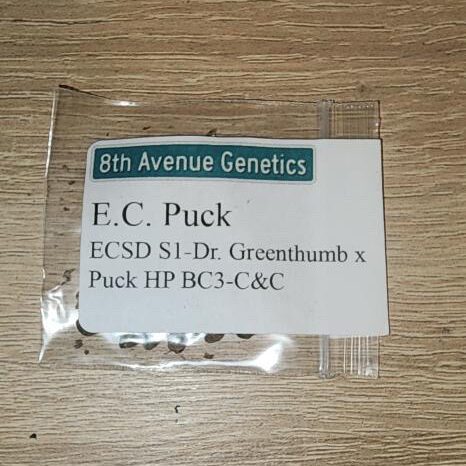 8th Avenue Genetics
E.C. Puck
ECSD S1-Dr. Greenthumb x
Puck HP BC3-C&C